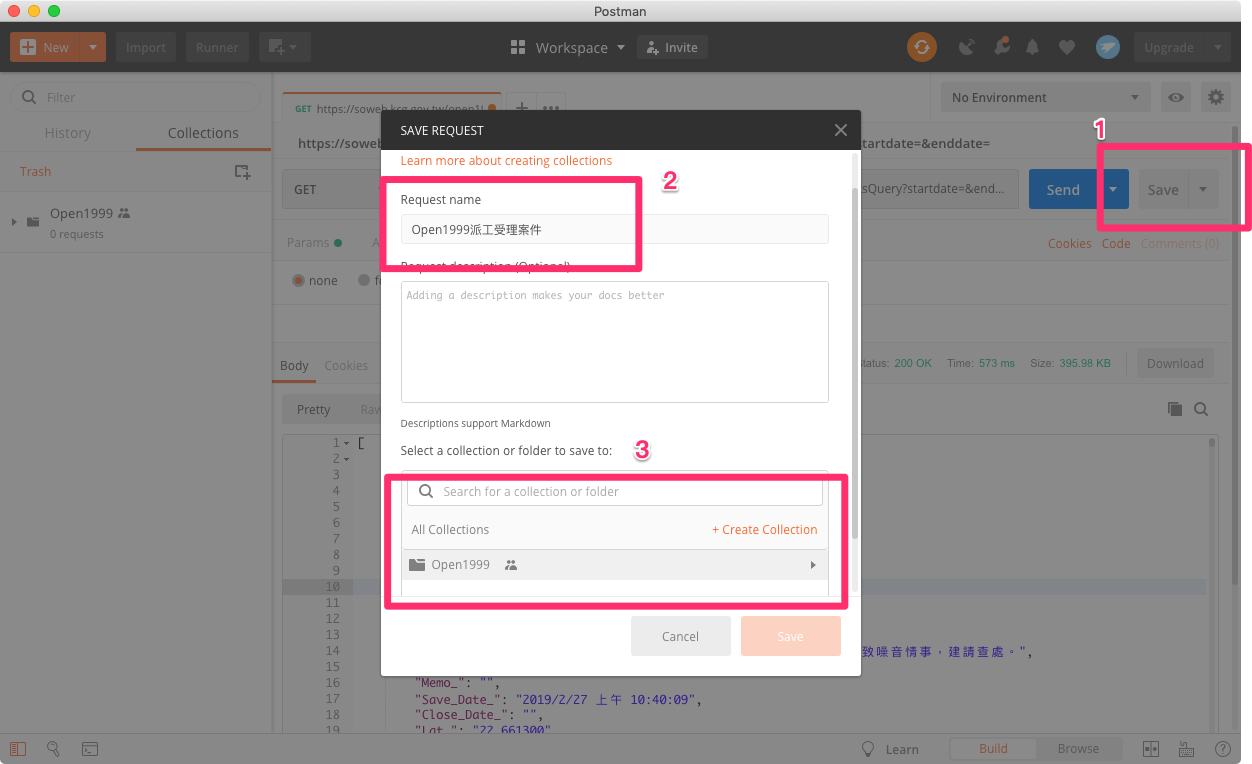 Postman
New Import Runner Workspace Invite Upgrade
Filter
History Collections
Trash
Open1999
0 requests
GET https://soweb.kcg.gov.tw/open1
No Environment
https://soweb
tartdate=&enddate=
GET
sQuery?startdate=&end...
Send Save
1
Params
Cookies Code Comments (0)
none
SAVE REQUEST
Learn more about creating collections
2
Request name
Open1999派工受理案件
Request description (Optional)
Adding a description makes your docs better
Descriptions support Markdown
Select a collection or folder to save to:
3
Search for a collection or folder
All Collections + Create Collection
Open1999
Cancel Save
Body Cookies
Status: 200 OK Time: 573 ms Size: 395.98 KB Download
Pretty Raw
1 [
2
3
4
5
6
7
8
9
10
11
12
13
14 致噪音情事，建請查處。",
15
16 "Memo_": "",
17 "Save_Date_": "2019/2/27 上午 10:40:09",
18 "Close_Date_": "",
19 "Lat_": "22.661300"
Learn Build Browse